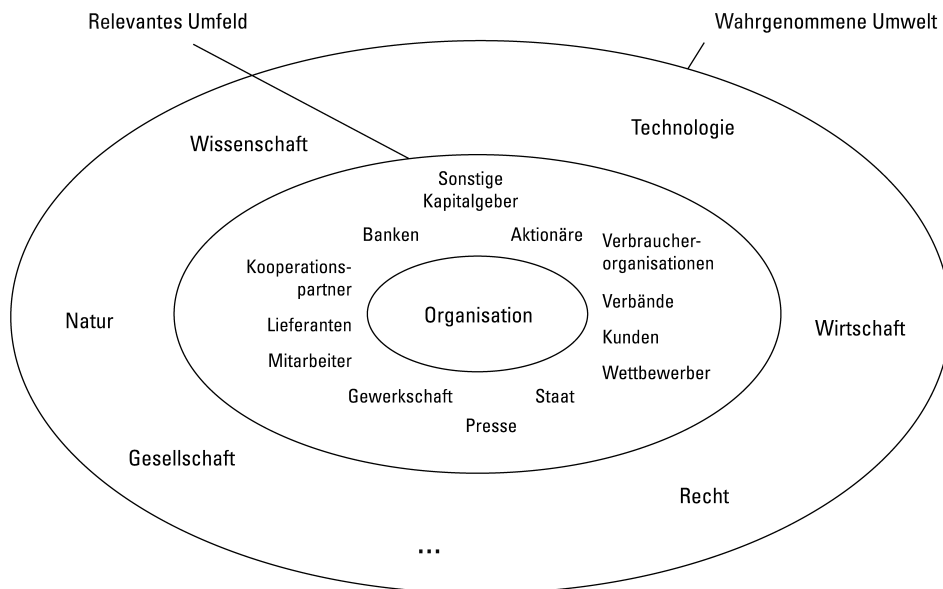 Relevantes Umfeld
Wahrgenommene Umwelt
Technologie
Wissenschaft
Sonstige
Kapitalgeber
Banken
Aktionäre
Verbraucher-
organisationen
Kooperations-
partner
Verbände
Organisation
Natur
Lieferanten
Wirtschaft
Kunden
Mitarbeiter
Wettbewerber
Gewerkschaft
Staat
Presse
Gesellschaft
Recht
...